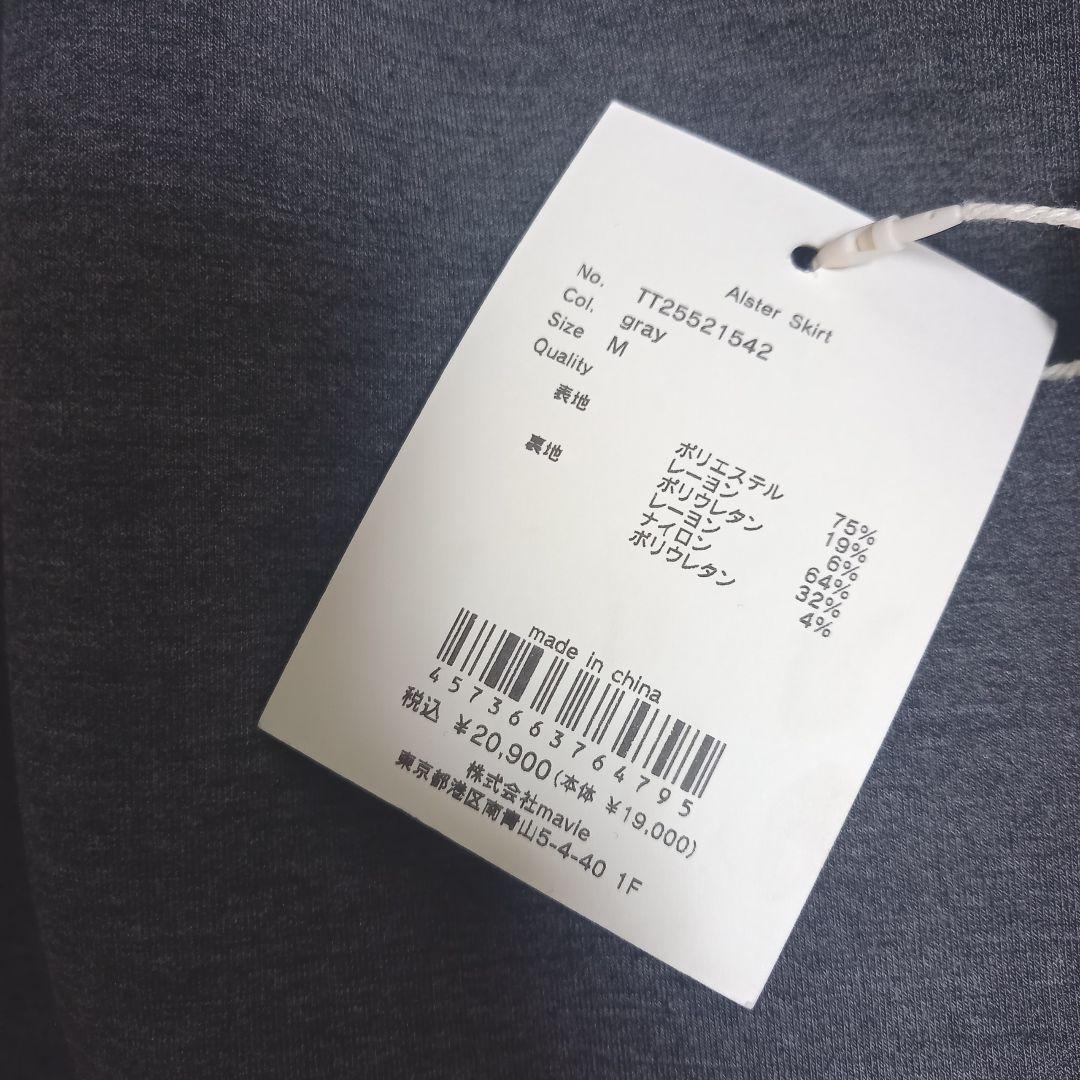 Alster Skirt
No. TT25521542
Col. gray
Size M
Quality
表地 ポリエステル 75%
レーヨン 19%
ポリウレタン 6%
裏地 レーヨン 64%
ナイロン 32%
ポリウレタン 4%
made in china
4573663764795
税込 ¥20,900(本体 ¥19,000)
株式会社mavie
東京都港区南青山5-4-40 1F